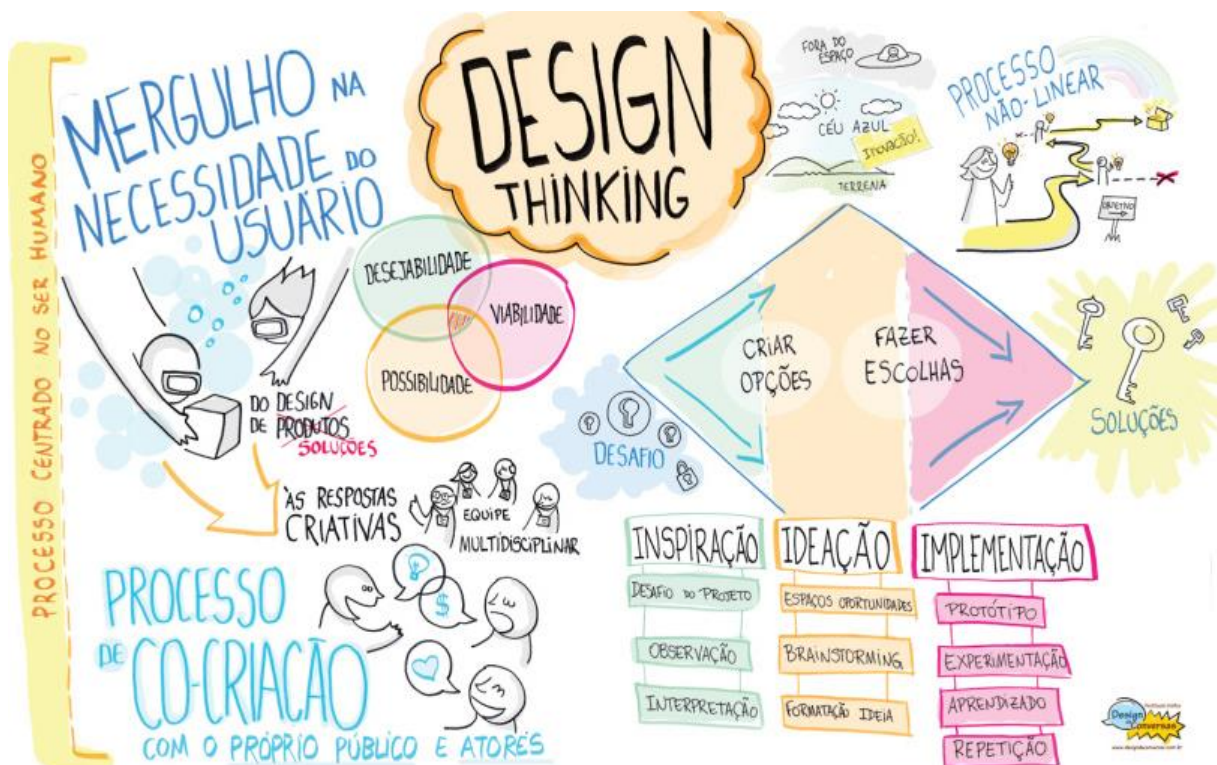 PROCESSO CENTRADO NO SER HUMANO
MERGULHO NA
NECESSIDADE DO
USUÁRIO
DESIGN
THINKING
FORA DO
ESPAÇO
CÉU AZUL
INOVAÇÃO!
TERRENA
PROCESSO
NÃO-LINEAR
OBJETIVO
DESEJABILIDADE
VIABILIDADE
POSSIBILIDADE
DO DESIGN
DE PRODUTOS
SOLUÇÕES
ÀS RESPOSTAS
CRIATIVAS
EQUIPE
MULTIDISCIPLINAR
DESAFIO
CRIAR
OPÇÕES
FAZER
ESCOLHAS
SOLUÇÕES
PROCESSO
DE CO-CRIAÇÃO
COM O PRÓPRIO PÚBLICO E ATORES
$
INSPIRAÇÃO
DESAFIO DO PROJETO
OBSERVAÇÃO
INTERPRETAÇÃO
IDEAÇÃO
ESPAÇOS OPORTUNIDADES
BRAINSTORMING
FORMATAÇÃO IDEIA
IMPLEMENTAÇÃO
PROTÓTIPO
EXPERIMENTAÇÃO
APRENDIZADO
REPETIÇÃO
Design
Conversas